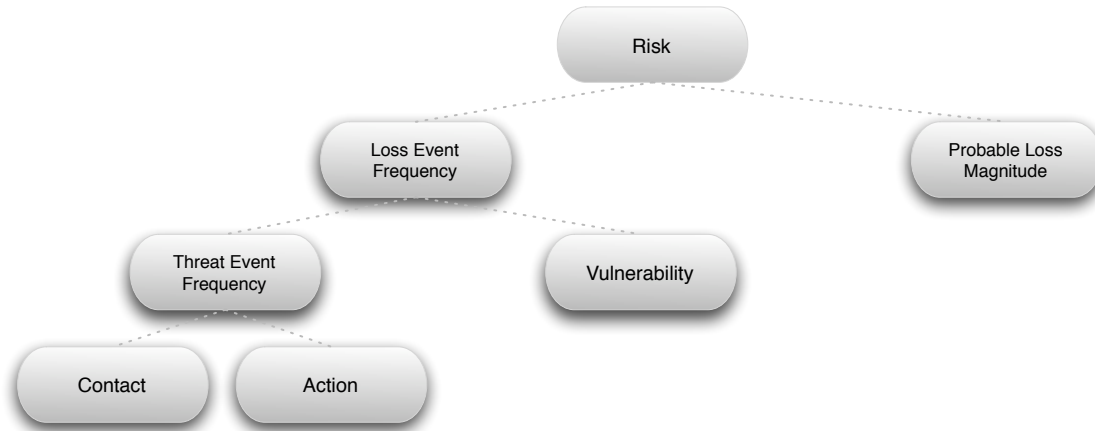 Risk
Loss Event
Frequency
Probable Loss
Magnitude
Threat Event
Frequency
Vulnerability
Contact
Action